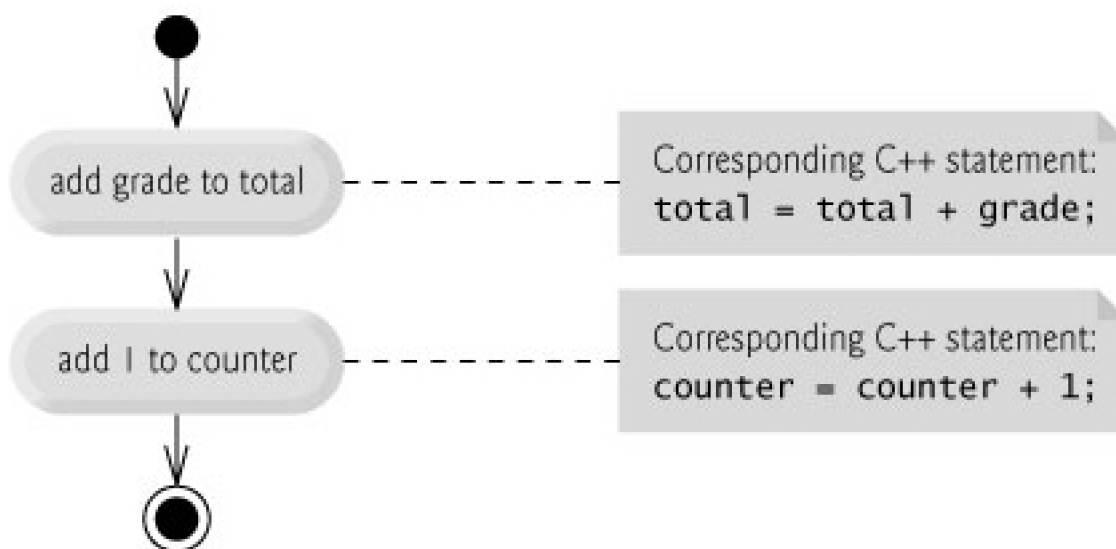 add grade to total
Corresponding C++ statement:
total = total + grade;
add 1 to counter
Corresponding C++ statement:
counter = counter + 1;